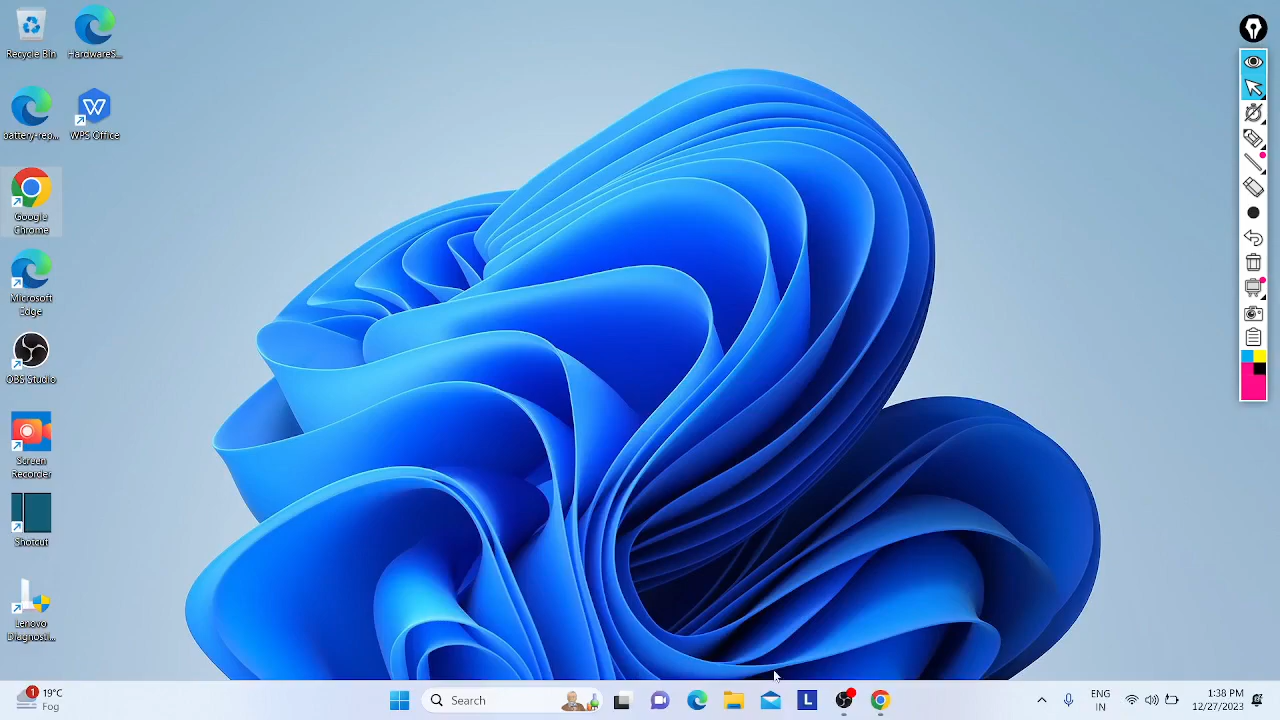 Recycle Bin
HardwareS...
battery-rep...
WPS Office
Google
Chrome
Microsoft
Edge
OBS Studio
Screen
Recorder
Shotcut
Lenovo
Diagnosti...
1
19°C
Fog
Search
L
ENG
IN
1:38 PM
12/27/2023